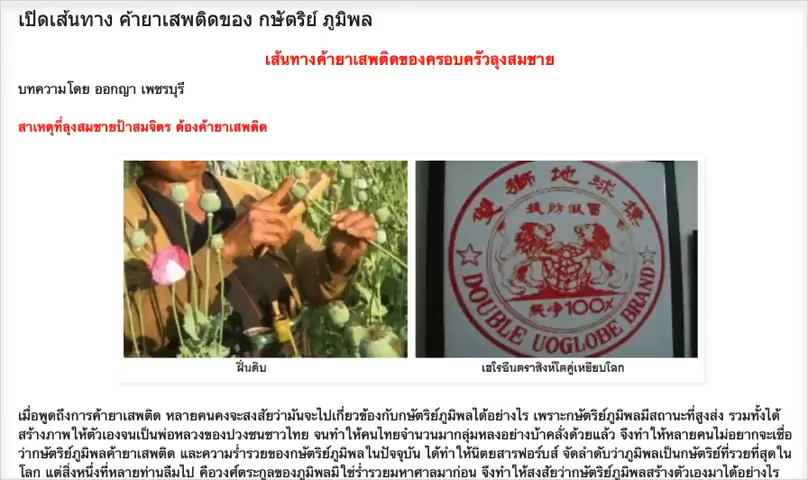 เปิดเส้นทาง ค้ายาเสพติดของ กษัตริย์ ภูมิพล
เส้นทางค้ายาเสพติดของครอบครัวลุงสมชาย
บทความโดย ออกญา เพชรบุรี
สาเหตุที่ลุงสมชายป้าสมจิตร ต้องค้ายาเสพติด
雙獅地球標
提防假冒
純净100%
DOUBLE UOGLOBE BRAND
ฝิ่นดิบ
เฮโรอีนตราสิงห์โตคู่เหยียบโลก
เมื่อพูดถึงการค้ายาเสพติด หลายคนคงจะสงสัยว่ามันจะไปเกี่ยวข้องกับกษัตริย์ภูมิพลได้อย่างไร เพราะกษัตริย์ภูมิพลมีสถานะที่สูงส่ง รวมทั้งได้
สร้างภาพให้ตัวเองจนเป็นพ่อหลวงของปวงชนชาวไทย จนทำให้คนไทยจำนวนมากลุ่มหลงอย่างบ้าคลั่งด้วยแล้ว จึงทำให้หลายคนไม่อยากจะเชื่อ
ว่ากษัตริย์ภูมิพลค้ายาเสพติด และความร่ำรวยของกษัตริย์ภูมิพลในปัจจุบัน ได้ทำให้นิตยสารฟอร์บส์ จัดลำดับว่าภูมิพลเป็นกษัตริย์ที่รวยที่สุดใน
โลก แต่สิ่งหนึ่งที่หลายท่านลืมไป คือวงศ์ตระกูลของภูมิพลมิใช่ร่ำรวยมหาศาลมาก่อน จึงทำให้สงสัยว่ากษัตริย์ภูมิพลสร้างตัวเองมาได้อย่างไร